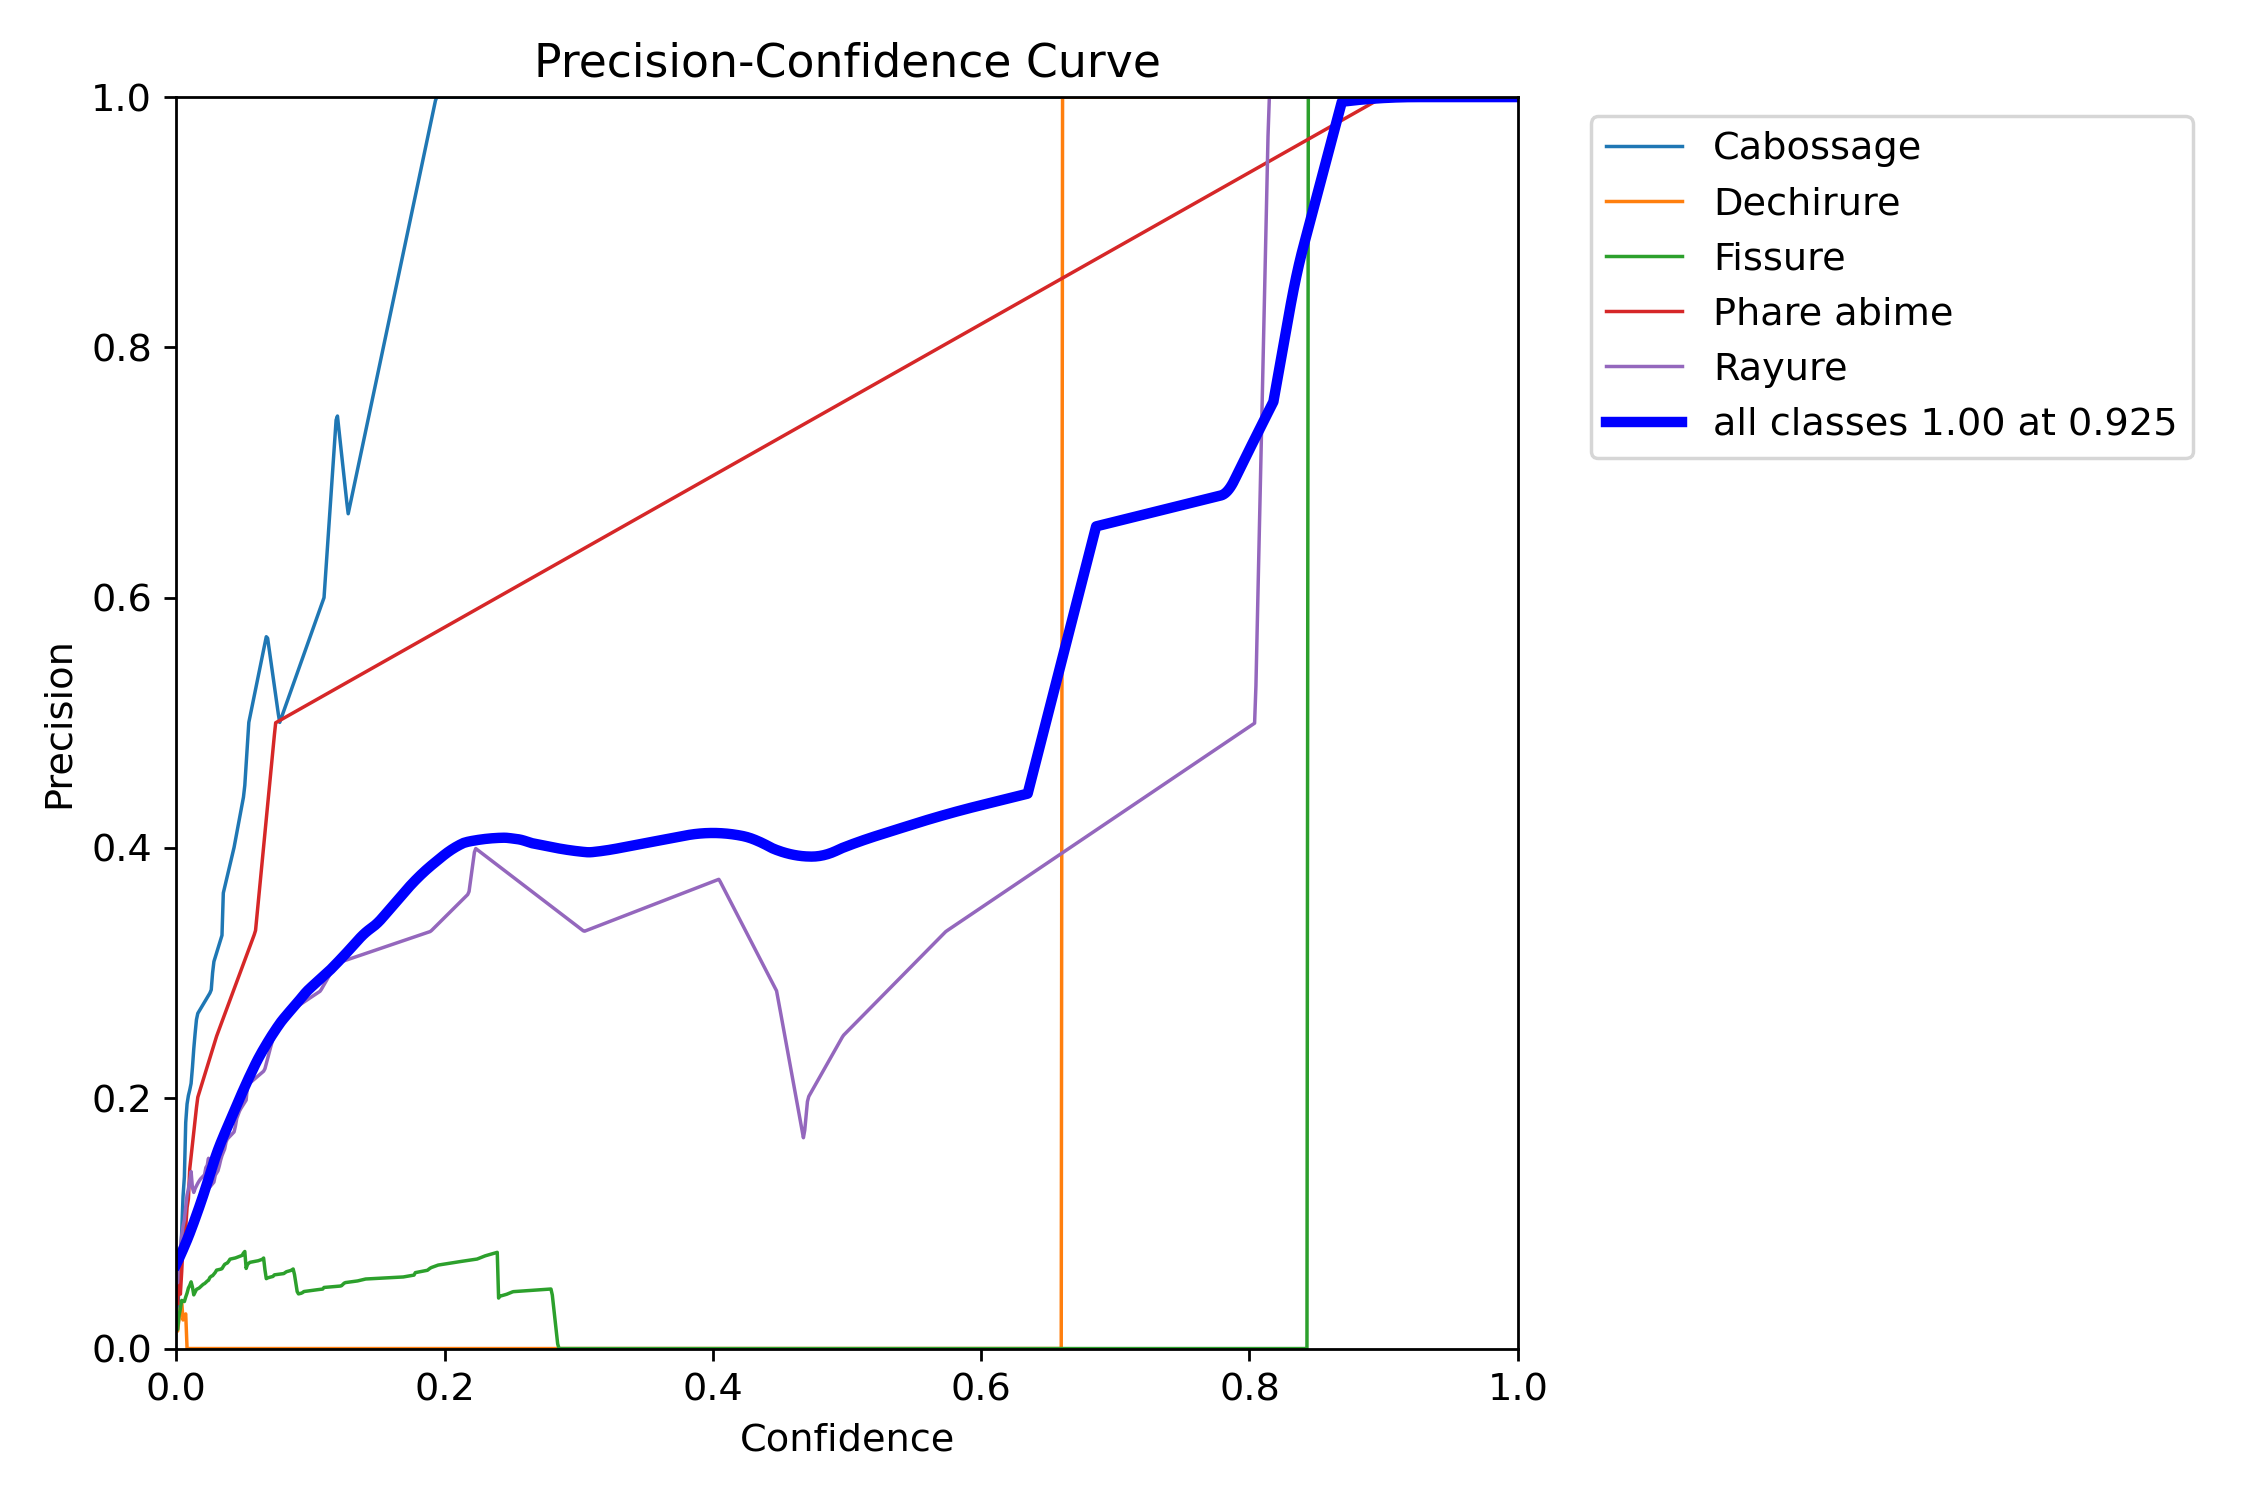 Precision-Confidence Curve
1.0
0.8
0.6
0.4
0.2
0.0
Precision
0.0 0.2 0.4 0.6 0.8 1.0
Confidence
Cabossage
Dechirure
Fissure
Phare abime
Rayure
all classes 1.00 at 0.925